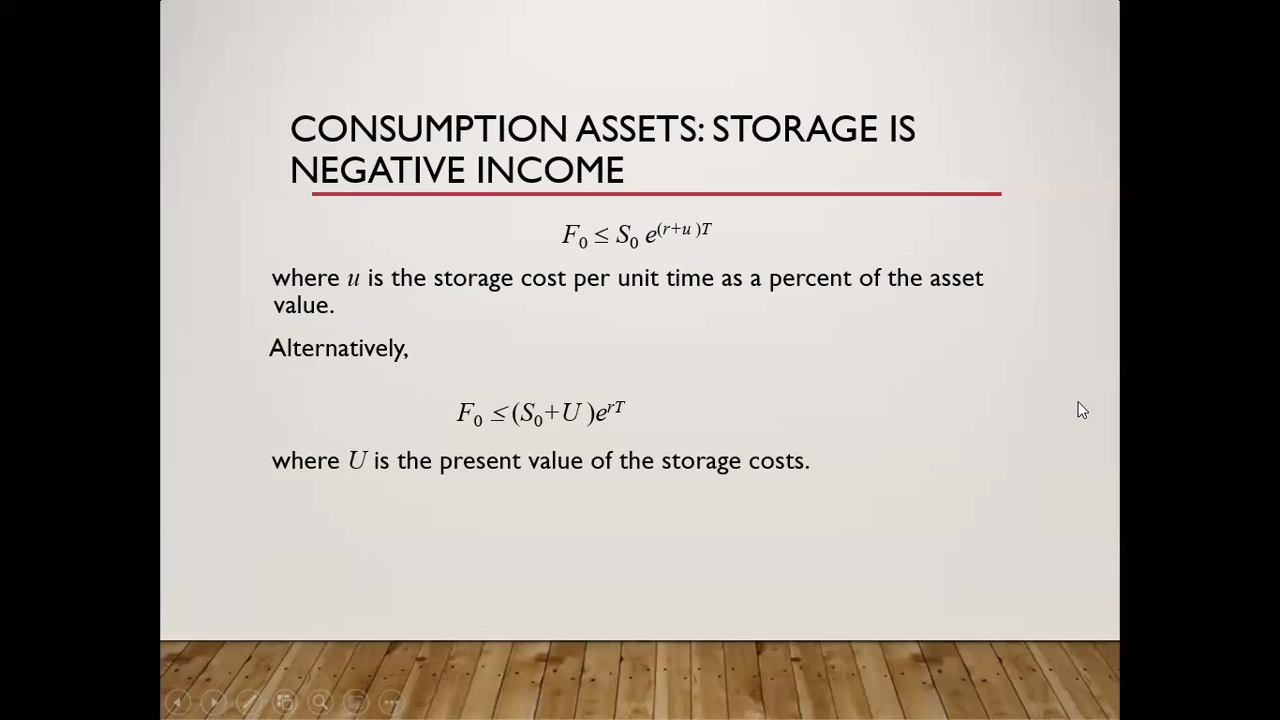 CONSUMPTION ASSETS: STORAGE IS
NEGATIVE INCOME
F₀ ≤ S₀ e^(r+u )T
where u is the storage cost per unit time as a percent of the asset
value.
Alternatively,
F₀ ≤(S₀+U )e^rT
where U is the present value of the storage costs.